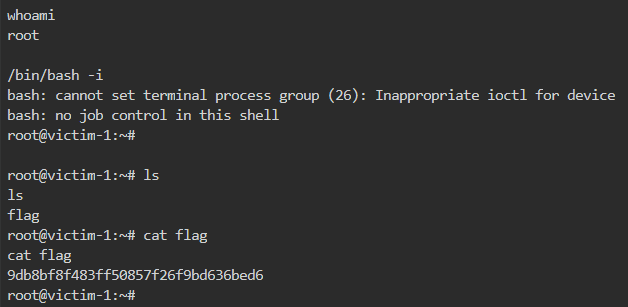 whoami
root
/bin/bash -i
bash: cannot set terminal process group (26): Inappropriate ioctl for device
bash: no job control in this shell
root@victim-1:~#
root@victim-1:~# ls
ls
flag
root@victim-1:~# cat flag
cat flag
9db8bf8f483ff50857f26f9bd636bed6
root@victim-1:~#